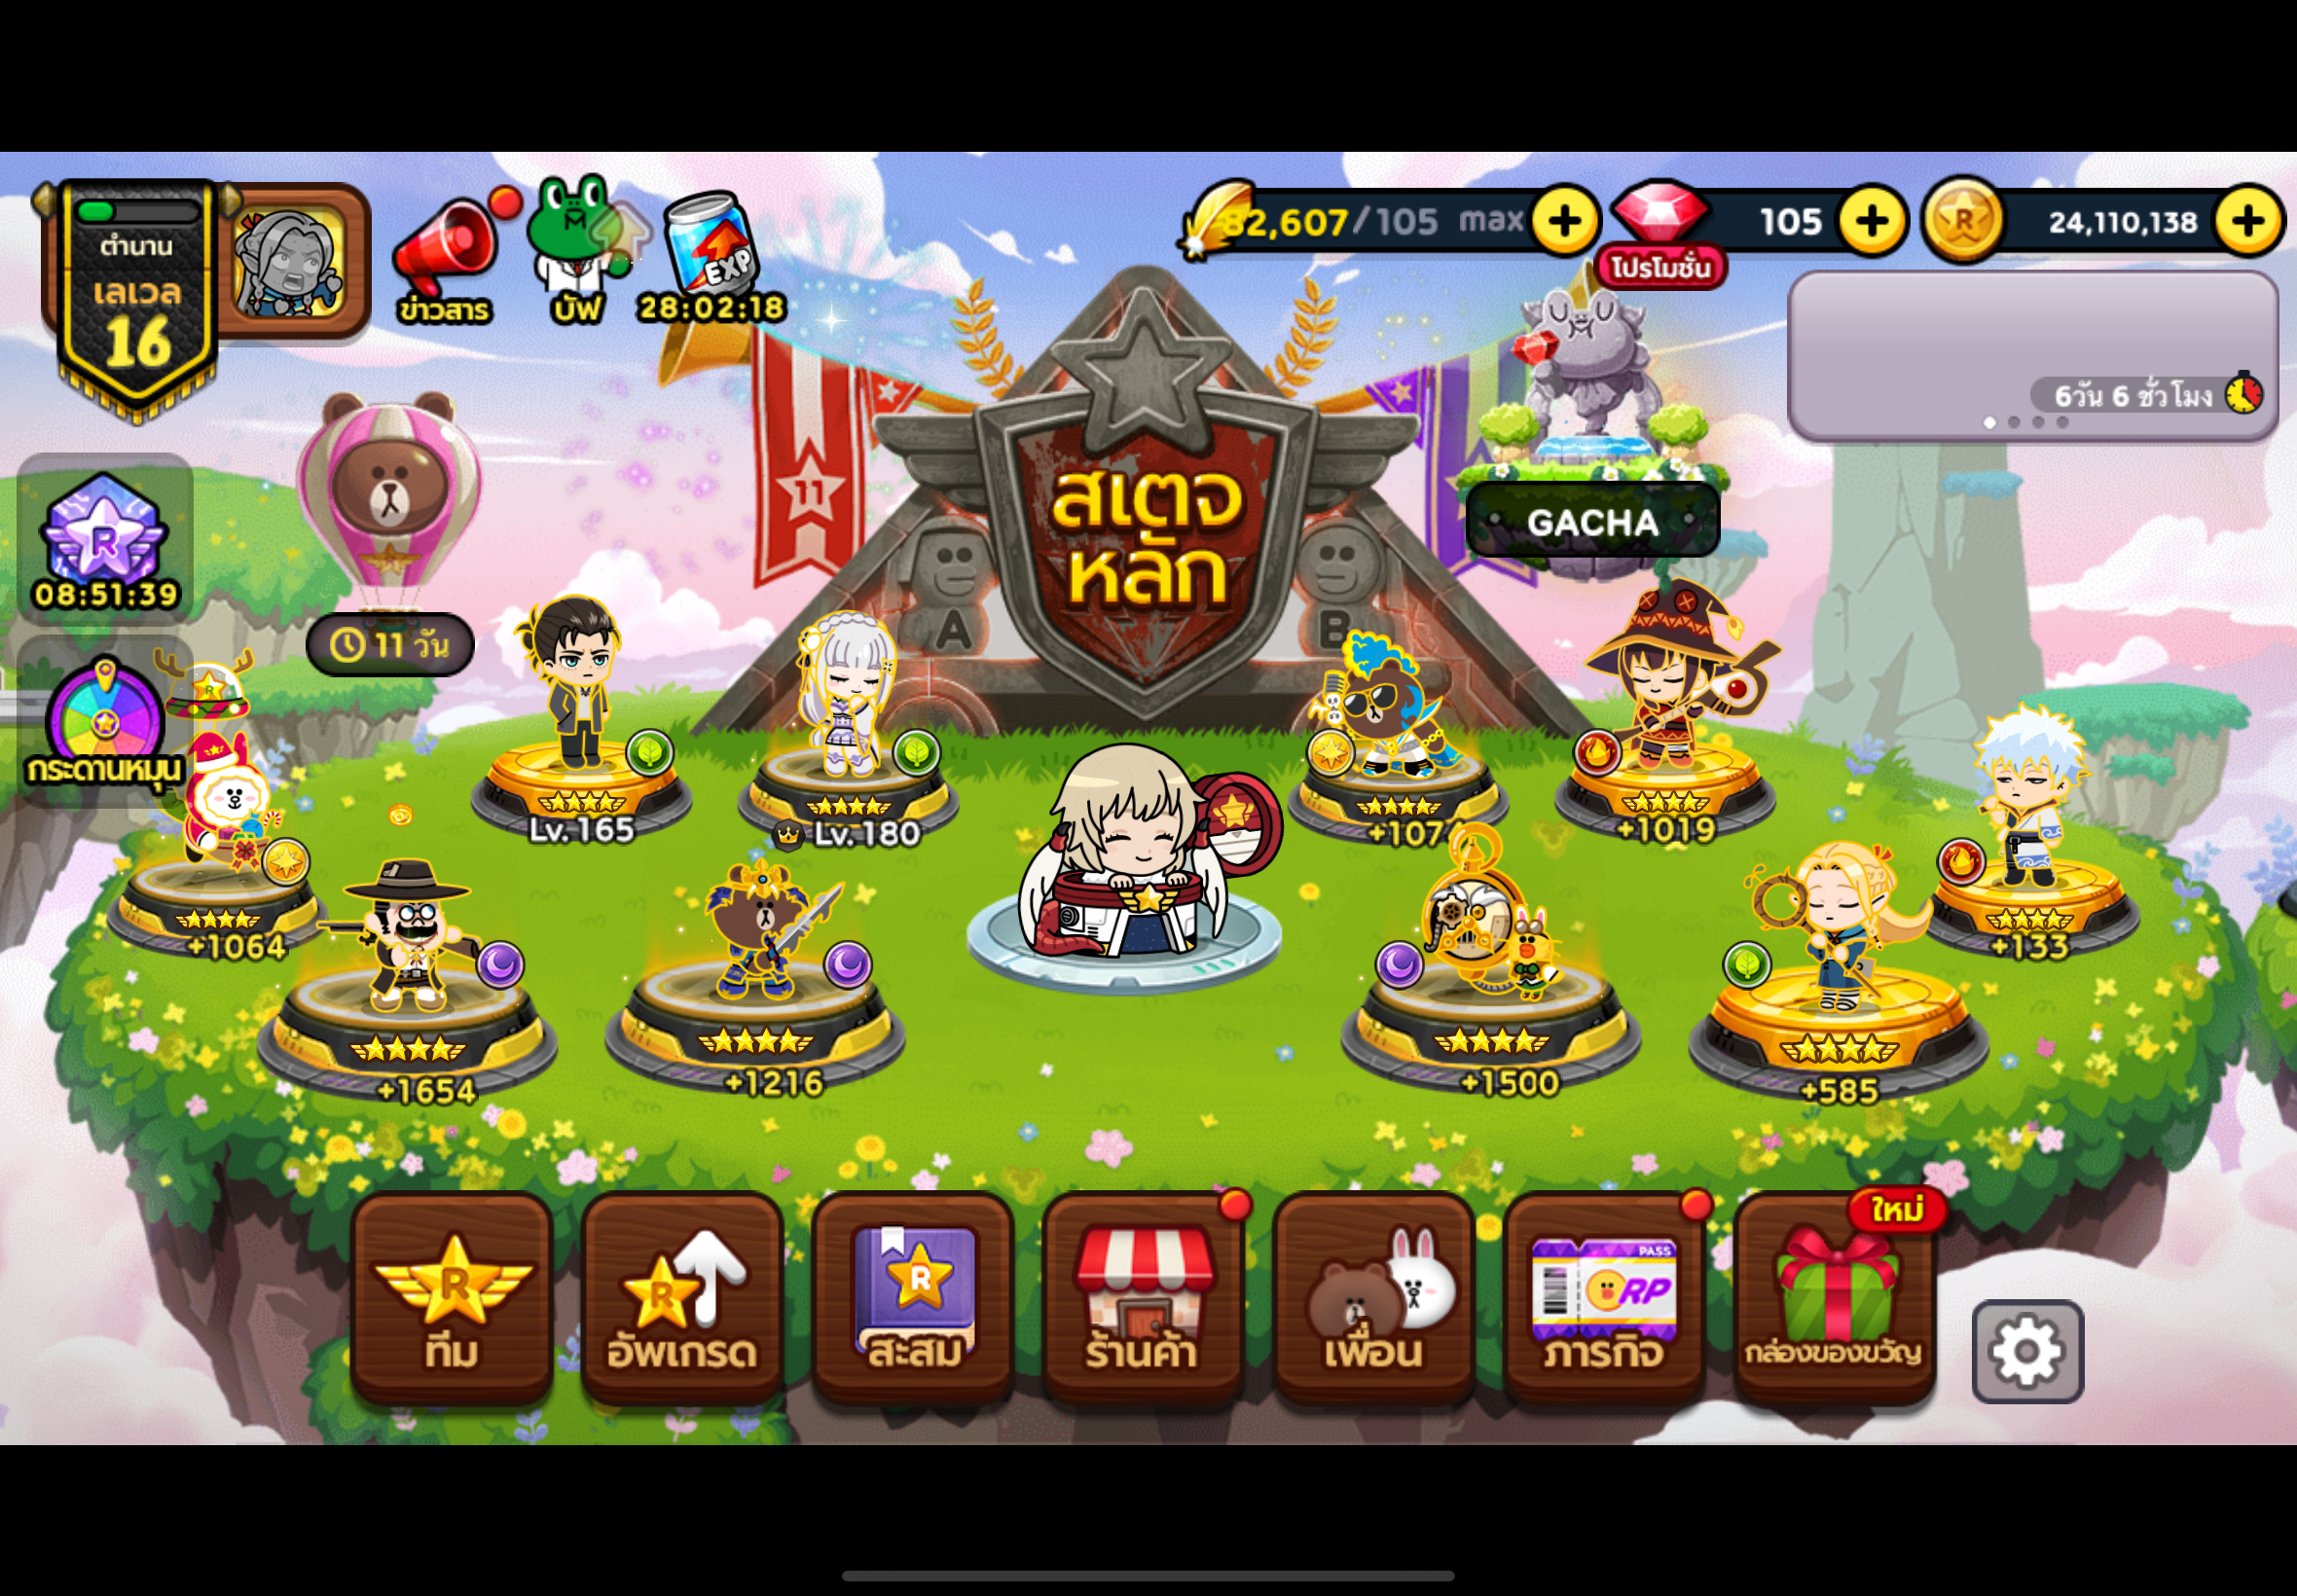 82,607/105 max
105
24,110,138
ตำนาน
เลเวล
16
ข่าวสาร
บัฟ
EXP
28:02:18
โปรโมชั่น
6วัน 6 ชั่วโมง
11
สเตจ
หลัก
GACHA
R
08:51:39
11 วัน
A
B
กระดานหมุน
Lv.165
Lv.180
+1019
+1064
+133
+1654
+1216
+1500
+585
ใหม่
R
ทีม
R
อัพเกรด
R
สะสม
ร้านค้า
เพื่อน
PASS
RP
ภารกิจ
กล่องของขวัญ